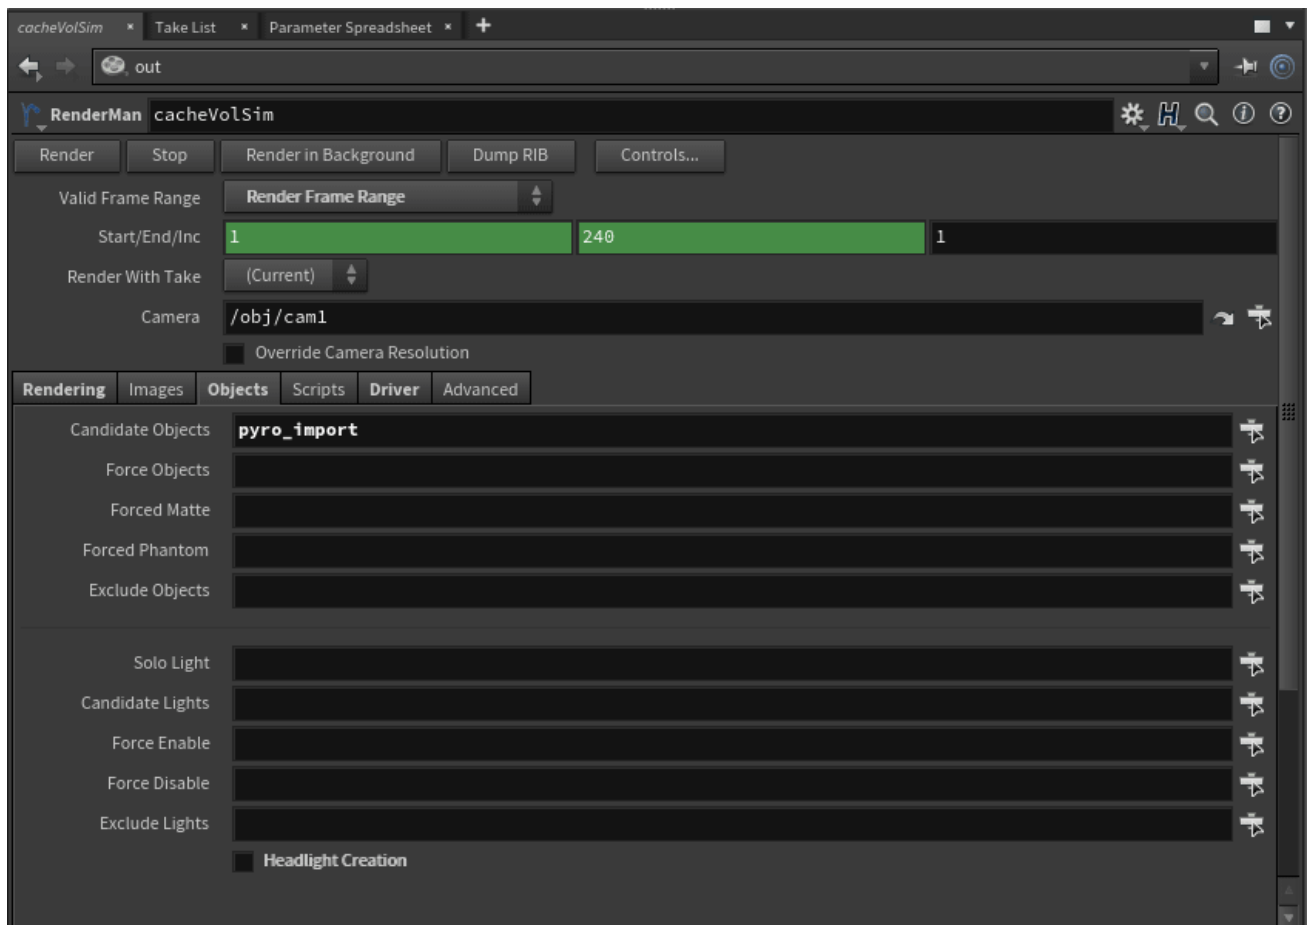 cacheVolSim × Take List × Parameter Spreadsheet × +
out
RenderMan cacheVolSim
Render Stop Render in Background Dump RIB Controls...
Valid Frame Range Render Frame Range
Start/End/Inc 1 240 1
Render With Take (Current)
Camera /obj/cam1
Override Camera Resolution
Rendering Images Objects Scripts Driver Advanced
Candidate Objects pyro_import
Force Objects
Forced Matte
Forced Phantom
Exclude Objects
Solo Light
Candidate Lights
Force Enable
Force Disable
Exclude Lights
Headlight Creation